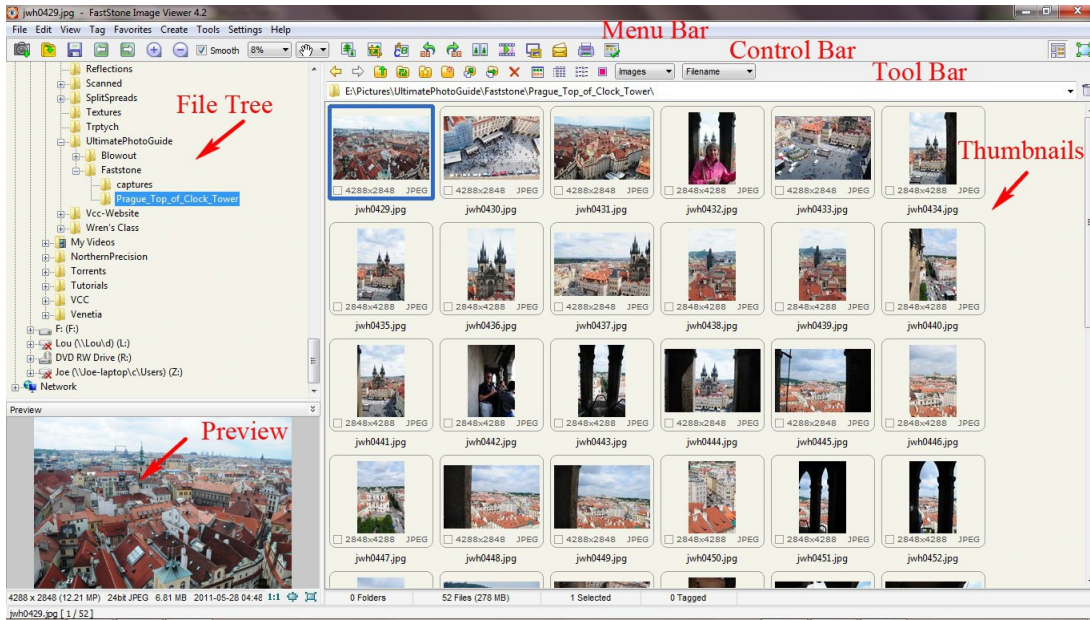 jwh0429.jpg - FastStone Image Viewer 4.2
File Edit View Tag Favorites Create Tools Settings Help
Menu Bar
Smooth 8%
Control Bar
Images Filename
Tool Bar
E:\Pictures\UltimatePhotoGuide\Faststone\Prague_Top_of_Clock_Tower\
Reflections
Scanned
SplitSpreads
Textures
Trptych
UltimatePhotoGuide
Blowout
Faststone
captures
Prague_Top_of_Clock_Tower
Vcc-Website
Wren's Class
My Videos
NorthernPrecision
Torrents
Tutorials
VCC
Venetia
F: (F:)
Lou (\\Lou\d) (L:)
DVD RW Drive (R:)
Joe (\\Joe-laptop\c\Users) (Z:)
Network
File Tree
Thumbnails
4288x2848 JPEG 4288x2848 JPEG 4288x2848 JPEG 2848x4288 JPEG 4288x2848 JPEG 2848x4288 JPEG
jwh0429.jpg jwh0430.jpg jwh0431.jpg jwh0432.jpg jwh0433.jpg jwh0434.jpg
2848x4288 JPEG 2848x4288 JPEG 4288x2848 JPEG 2848x4288 JPEG 2848x4288 JPEG 2848x4288 JPEG
jwh0435.jpg jwh0436.jpg jwh0437.jpg jwh0438.jpg jwh0439.jpg jwh0440.jpg
2848x4288 JPEG 2848x4288 JPEG 2848x4288 JPEG 4288x2848 JPEG 4288x2848 JPEG 2848x4288 JPEG
jwh0441.jpg jwh0442.jpg jwh0443.jpg jwh0444.jpg jwh0445.jpg jwh0446.jpg
2848x4288 JPEG 4288x2848 JPEG 4288x2848 JPEG 2848x4288 JPEG 2848x4288 JPEG 2848x4288 JPEG
jwh0447.jpg jwh0448.jpg jwh0449.jpg jwh0450.jpg jwh0451.jpg jwh0452.jpg
Preview
Preview
4288 x 2848 (12.21 MP) 24bit JPEG 6.81 MB 2011-05-28 04:48 1:1
0 Folders 52 Files (278 MB) 1 Selected 0 Tagged
jwh0429.jpg [ 1 / 52 ]